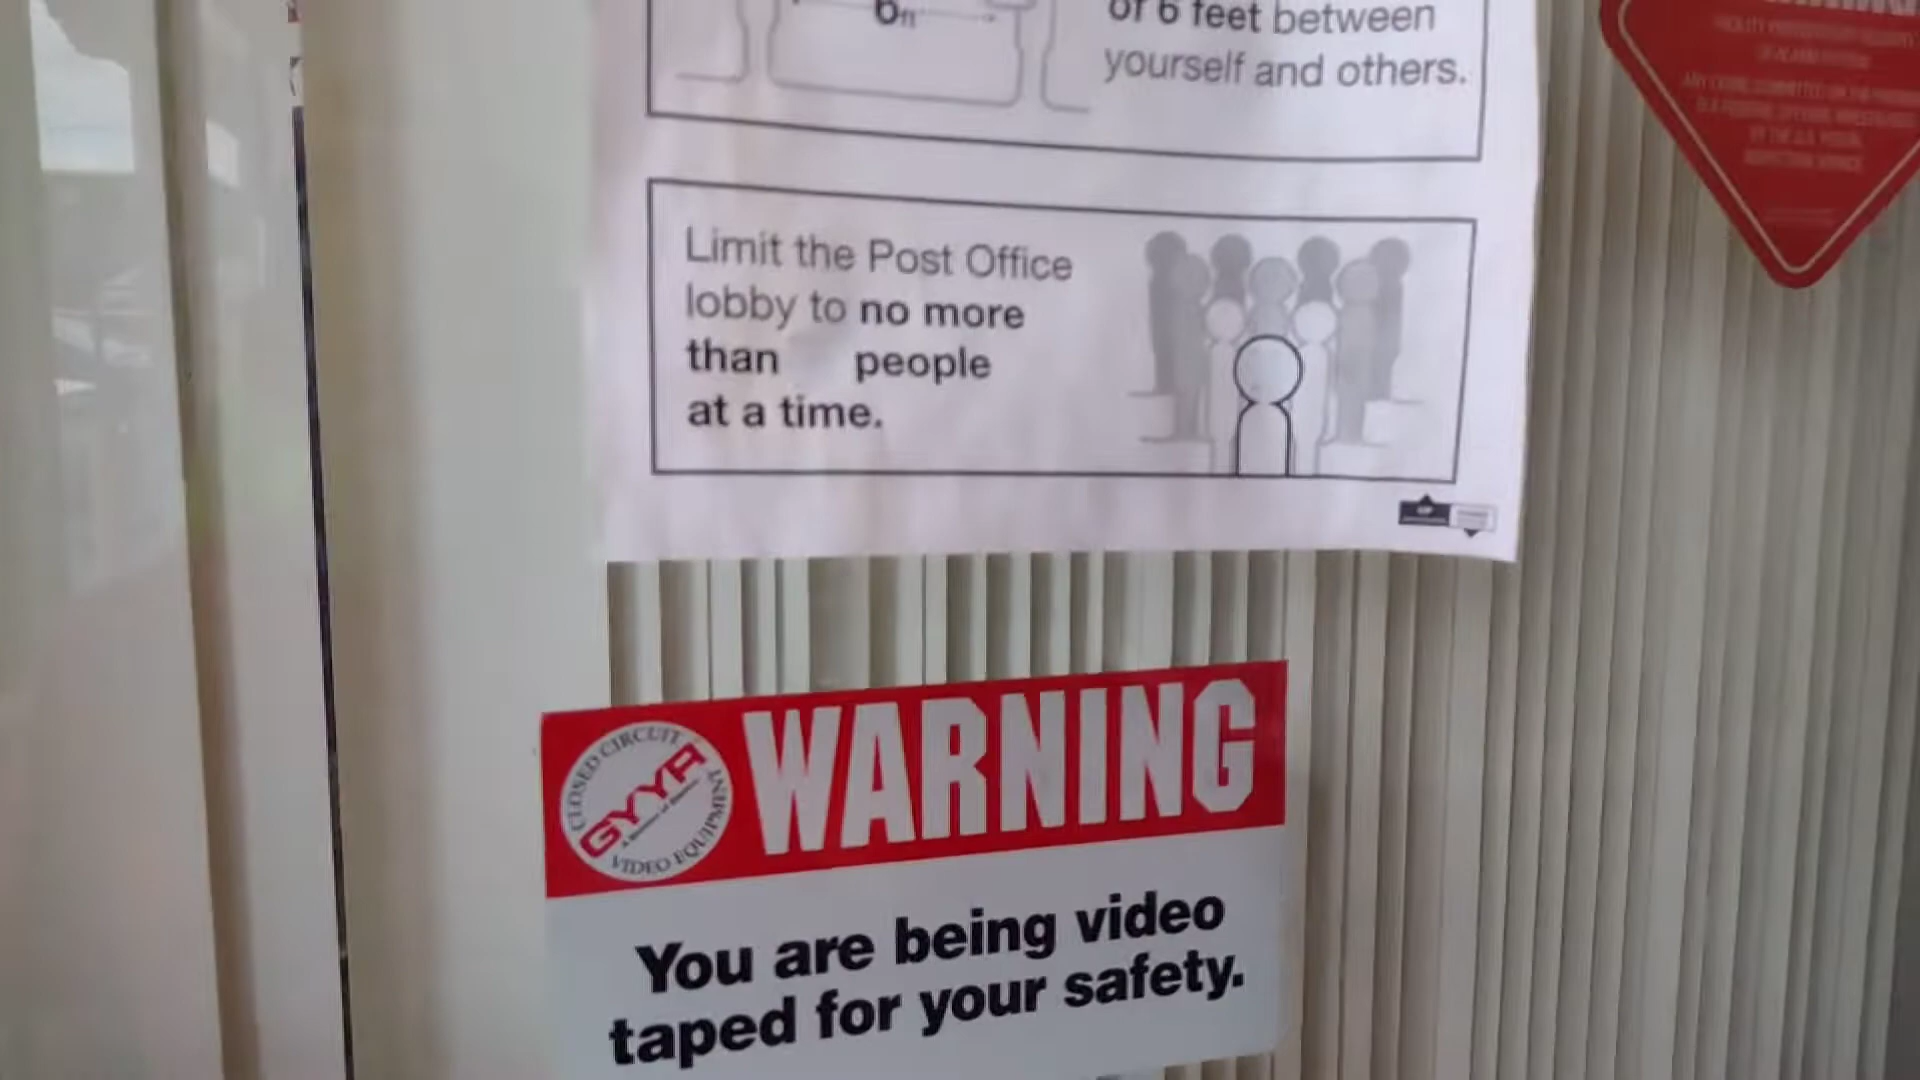 6ft
of 6 feet between
yourself and others.
Limit the Post Office
lobby to no more
than people
at a time.
CLOSED CIRCUIT
GYYR
VIDEO EQUIPMENT
WARNING
You are being video
taped for your safety.